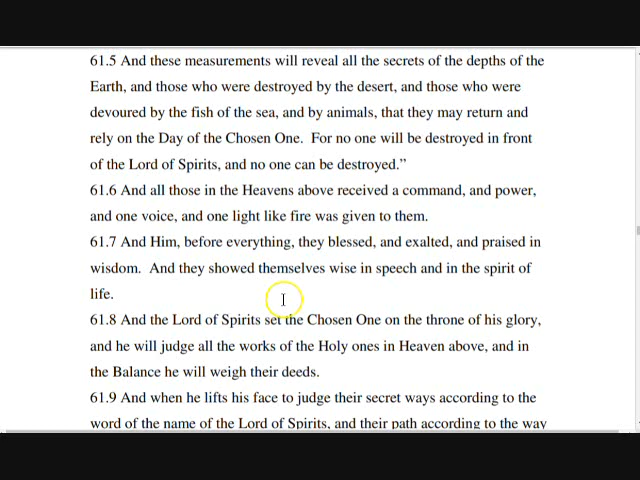 61.5 And these measurements will reveal all the secrets of the depths of the
Earth, and those who were destroyed by the desert, and those who were
devoured by the fish of the sea, and by animals, that they may return and
rely on the Day of the Chosen One.  For no one will be destroyed in front
of the Lord of Spirits, and no one can be destroyed.”
61.6 And all those in the Heavens above received a command, and power,
and one voice, and one light like fire was given to them.
61.7 And Him, before everything, they blessed, and exalted, and praised in
wisdom.  And they showed themselves wise in speech and in the spirit of
life.
61.8 And the Lord of Spirits set the Chosen One on the throne of his glory,
and he will judge all the works of the Holy ones in Heaven above, and in
the Balance he will weigh their deeds.
61.9 And when he lifts his face to judge their secret ways according to the
word of the name of the Lord of Spirits, and their path according to the way